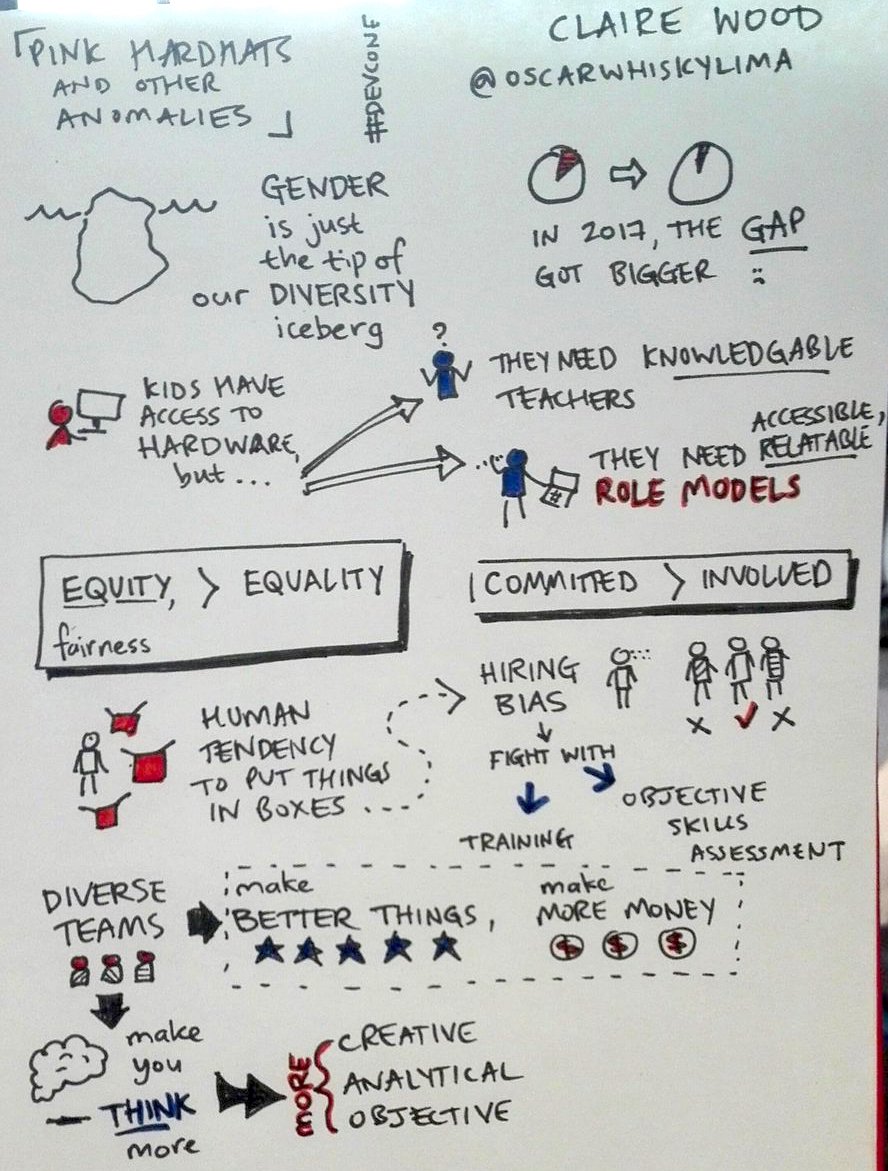 「PINK HARDHATS
AND OTHER
ANOMALIES 」
#DEVCONF
CLAIRE WOOD
@OSCARWHISKYLIMA
GENDER
is just
the tip of
our DIVERSITY
iceberg
IN 2017, THE GAP
GOT BIGGER :(
KIDS HAVE
ACCESS TO
HARDWARE,
but ...
?
THEY NEED KNOWLEDGABLE
TEACHERS
ACCESSIBLE,
THEY NEED RELATABLE
ROLE MODELS
EQUITY, > EQUALITY
fairness
COMMITTED > INVOLVED
HUMAN
TENDENCY
TO PUT THINGS
IN BOXES ...
HIRING
BIAS
FIGHT WITH
TRAINING
OBJECTIVE
SKILLS
ASSESSMENT
DIVERSE
TEAMS
make
BETTER THINGS,
make
MORE MONEY
$ $ $
make
you
THINK
more
MORE
CREATIVE
ANALYTICAL
OBJECTIVE